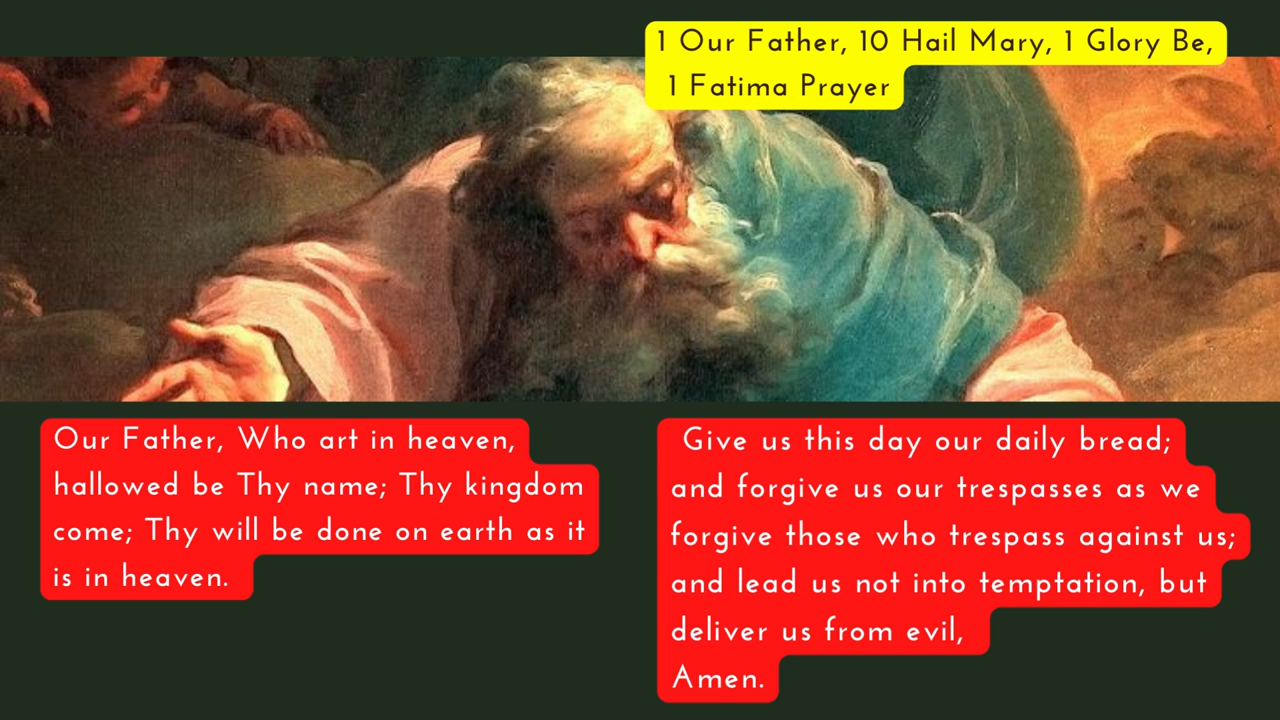 1 Our Father, 10 Hail Mary, 1 Glory Be,
1 Fatima Prayer
Our Father, Who art in heaven,
hallowed be Thy name; Thy kingdom
come; Thy will be done on earth as it
is in heaven.
Give us this day our daily bread;
and forgive us our trespasses as we
forgive those who trespass against us;
and lead us not into temptation, but
deliver us from evil,
Amen.